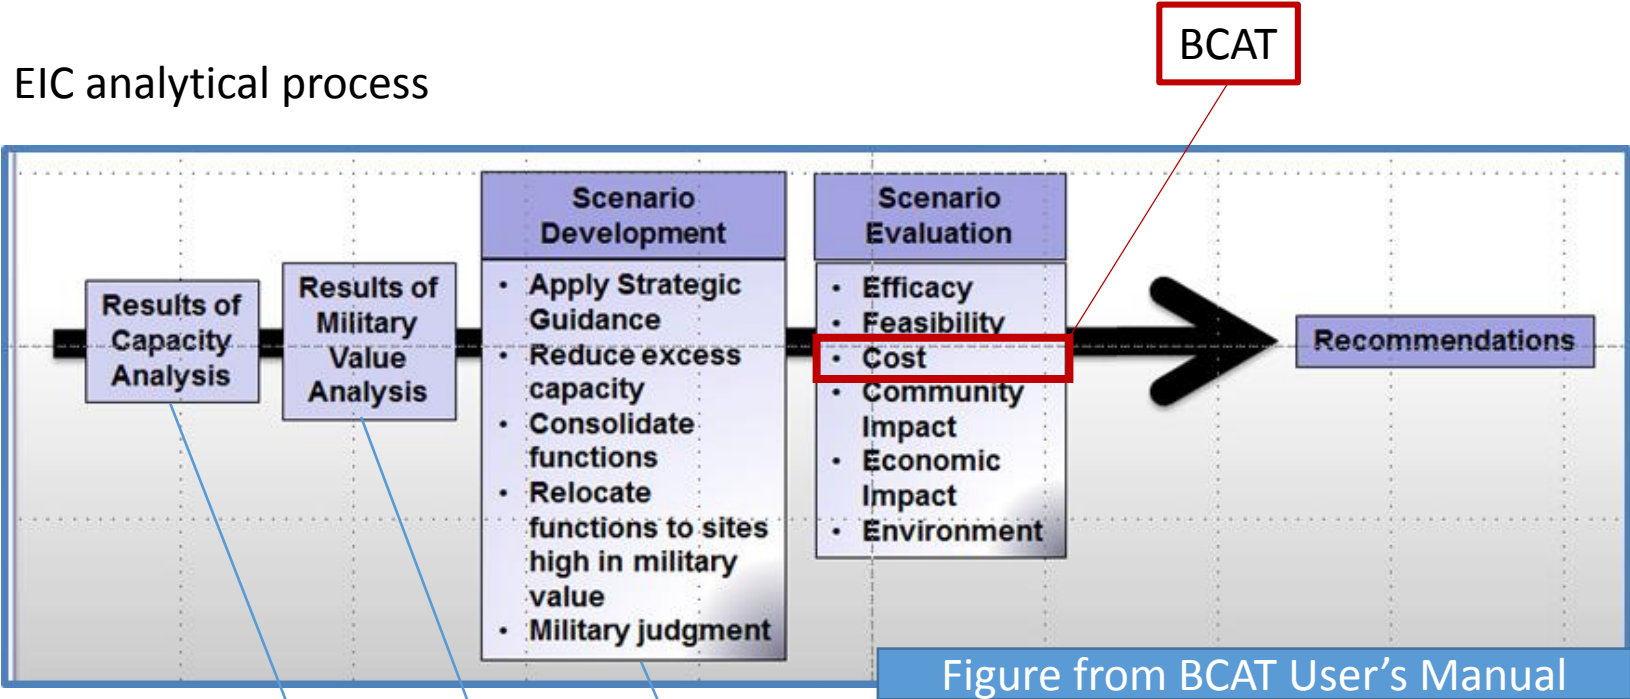 BCAT
EIC analytical process
Results of
Capacity
Analysis
Results of
Military
Value
Analysis
Scenario
Development
• Apply Strategic
Guidance
• Reduce excess
capacity
• Consolidate
functions
• Relocate
functions to sites
high in military
value
• Military judgment
Scenario
Evaluation
• Efficacy
• Feasibility
• Cost
• Community
Impact
• Economic
Impact
• Environment
Recommendations
Figure from BCAT User’s Manual